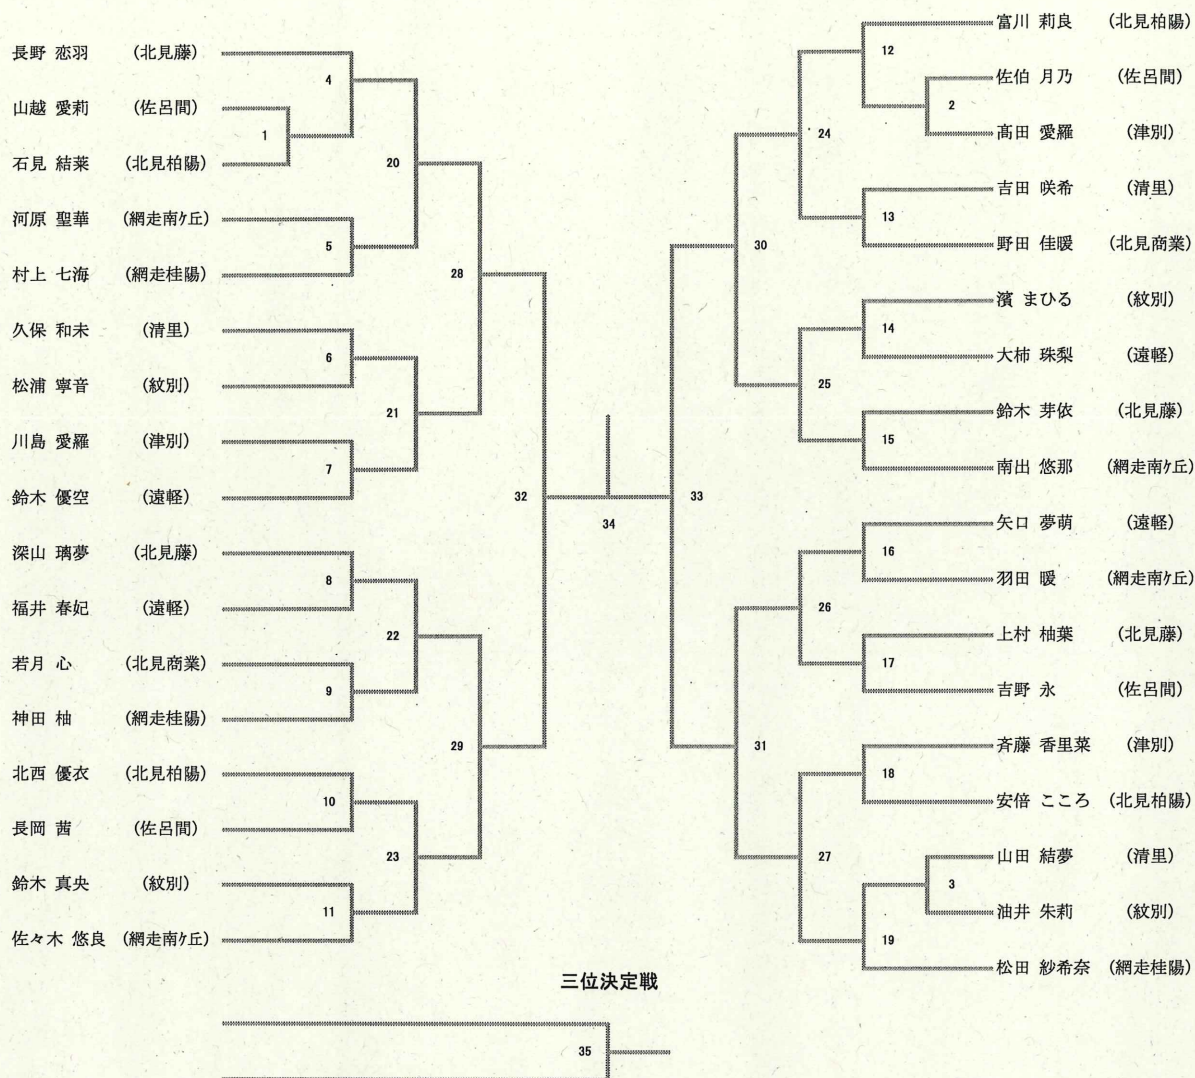 長野 恋羽 (北見藤)
4
山越 愛莉 (佐呂間)
1
石見 結菜 (北見柏陽)
20
河原 聖華 (網走南ケ丘)
5
村上 七海 (網走桂陽)
28
久保 和未 (清里)
6
松浦 寧音 (紋別)
21
川島 愛羅 (津別)
7
鈴木 優空 (遠軽)
32
深山 璃夢 (北見藤)
8
福井 春妃 (遠軽)
22
若月 心 (北見商業)
9
神田 柚 (網走桂陽)
29
北西 優衣 (北見柏陽)
10
長岡 茜 (佐呂間)
23
鈴木 真央 (紋別)
11
佐々木 悠良 (網走南ケ丘)
34
富川 莉良 (北見柏陽)
12
佐伯 月乃 (佐呂間)
2
髙田 愛羅 (津別)
24
吉田 咲希 (清里)
13
野田 佳暖 (北見商業)
30
濱 まひる (紋別)
14
大柿 珠梨 (遠軽)
25
鈴木 芽依 (北見藤)
15
南出 悠那 (網走南ケ丘)
33
矢口 夢萌 (遠軽)
16
羽田 暖 (網走南ケ丘)
26
上村 柚葉 (北見藤)
17
吉野 永 (佐呂間)
31
斉藤 香里菜 (津別)
18
安倍 こころ (北見柏陽)
27
山田 結夢 (清里)
3
油井 朱莉 (紋別)
19
松田 紗希奈 (網走桂陽)
三位決定戦
35